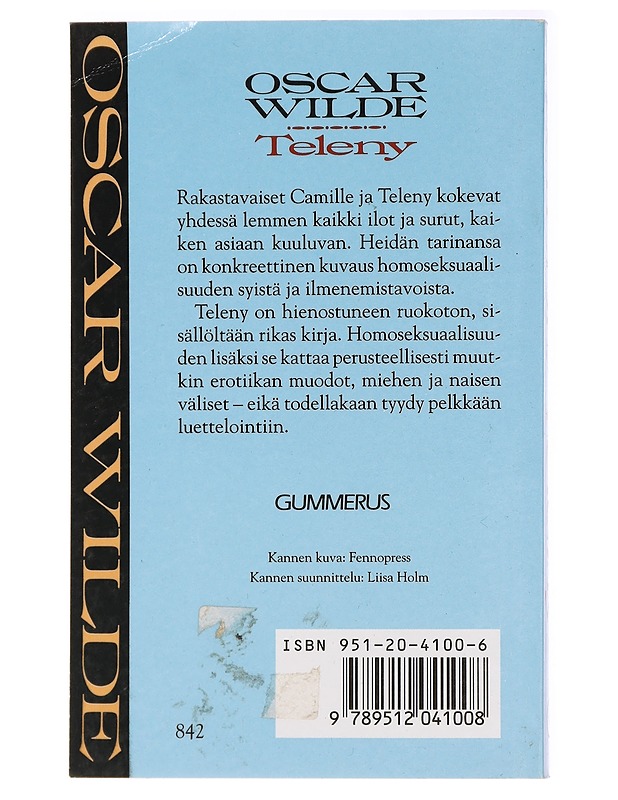 OSCAR WILDE
OSCAR
WILDE
Teleny
Rakastavaiset Camille ja Teleny kokevat
yhdessä lemmen kaikki ilot ja surut, kai-
ken asiaan kuuluvan. Heidän tarinansa
on konkreettinen kuvaus homoseksuaali-
suuden syistä ja ilmenemistavoista.
Teleny on hienostuneen ruokoton, si-
sällöltään rikas kirja. Homoseksuaalisuu-
den lisäksi se kattaa perusteellisesti muut-
kin erotiikan muodot, miehen ja naisen
väliset – eikä todellakaan tyydy pelkkään
luettelointiin.
GUMMERUS
Kannen kuva: Fennopress
Kannen suunnittelu: Liisa Holm
ISBN 951-20-4100-6
9 789512 041008
842